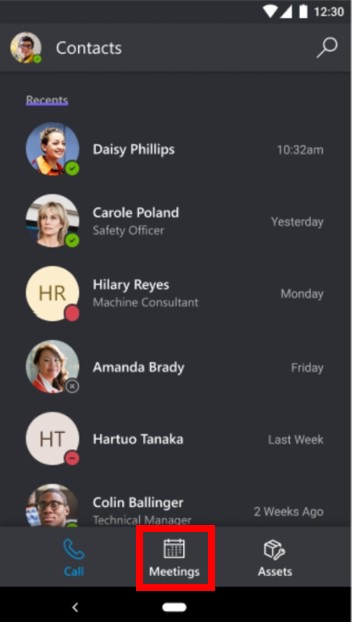 12:30
Contacts
Recents
Daisy Phillips 10:32am
Carole Poland
Safety Officer Yesterday
HR Hilary Reyes
Machine Consultant Monday
Amanda Brady Friday
HT Hartuo Tanaka Last Week
Colin Ballinger
Technical Manager 2 Weeks Ago
Call Meetings Assets